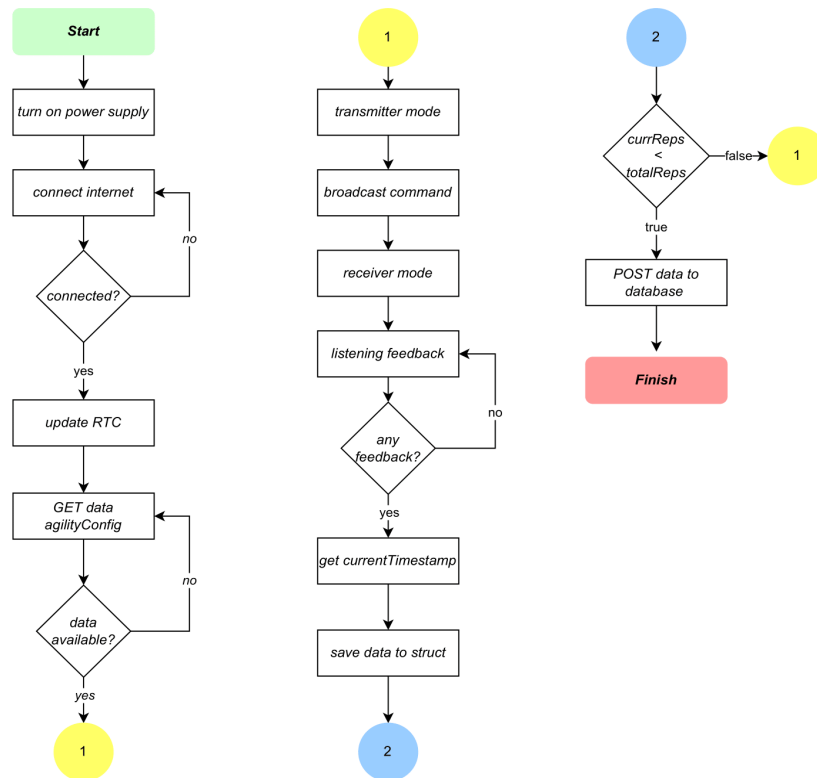 Start
turn on power supply
connect internet
no
connected?
yes
update RTC
GET data
agilityConfig
no
data
available?
yes
1
1
transmitter mode
broadcast command
receiver mode
listening feedback
no
any
feedback?
yes
get currentTimestamp
save data to struct
2
2
currReps
<
totalReps
false
1
true
POST data to
database
Finish